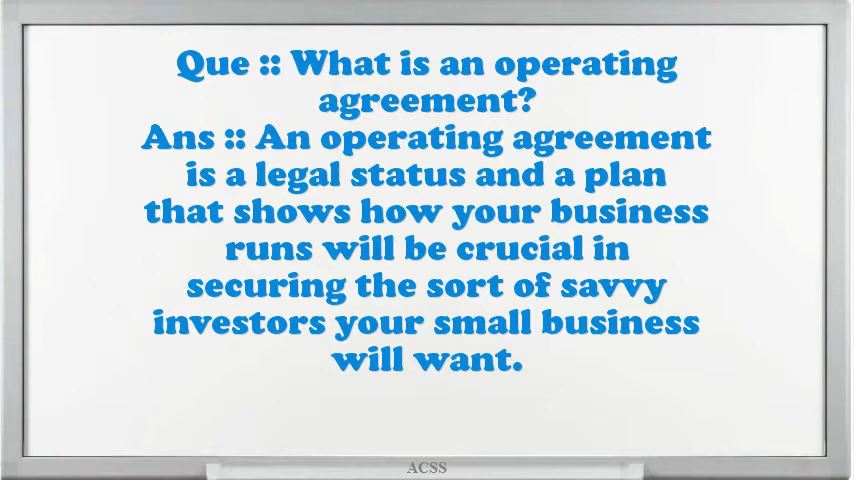 Que :: What is an operating
agreement?
Ans :: An operating agreement
is a legal status and a plan
that shows how your business
runs will be crucial in
securing the sort of savvy
investors your small business
will want.
ACSS